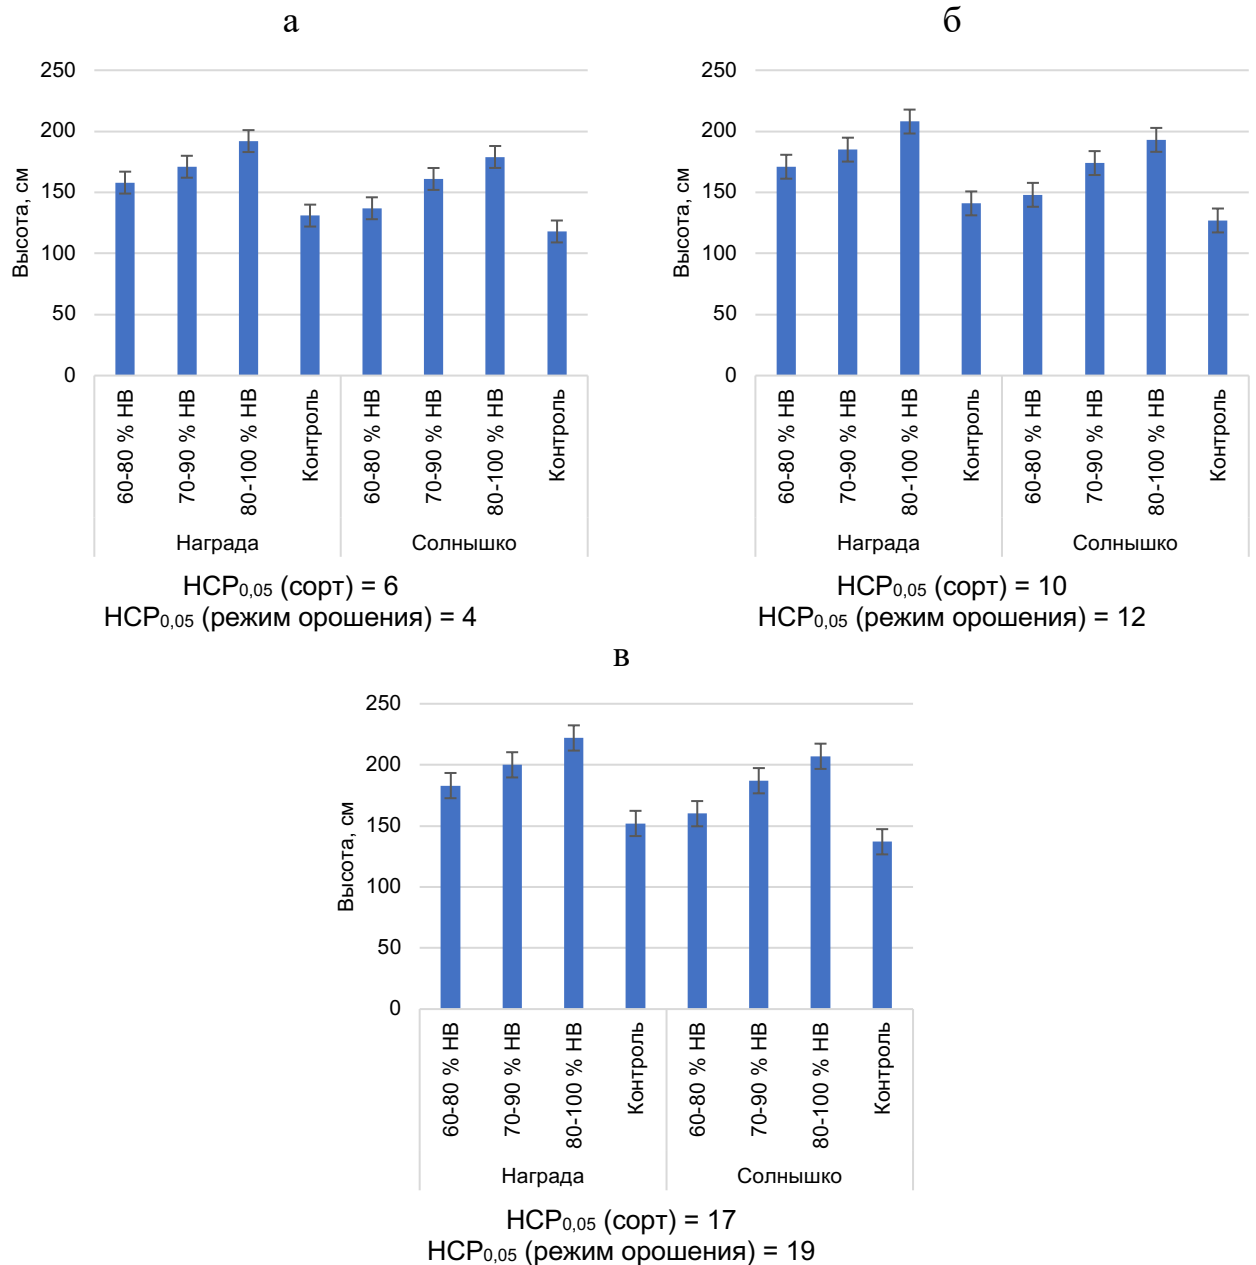 а
250
200
150
100
50
0
Высота, см
60-80 % НВ
70-90 % НВ
80-100 % НВ
Контроль
60-80 % НВ
70-90 % НВ
80-100 % НВ
Контроль
Награда
Солнышко
НСР0,05 (сорт) = 6
НСР0,05 (режим орошения) = 4
б
250
200
150
100
50
0
Высота, см
60-80 % НВ
70-90 % НВ
80-100 % НВ
Контроль
60-80 % НВ
70-90 % НВ
80-100 % НВ
Контроль
Награда
Солнышко
НСР0,05 (сорт) = 10
НСР0,05 (режим орошения) = 12
в
250
200
150
100
50
0
Высота, см
60-80 % НВ
70-90 % НВ
80-100 % НВ
Контроль
60-80 % НВ
70-90 % НВ
80-100 % НВ
Контроль
Награда
Солнышко
НСР0,05 (сорт) = 17
НСР0,05 (режим орошения) = 19